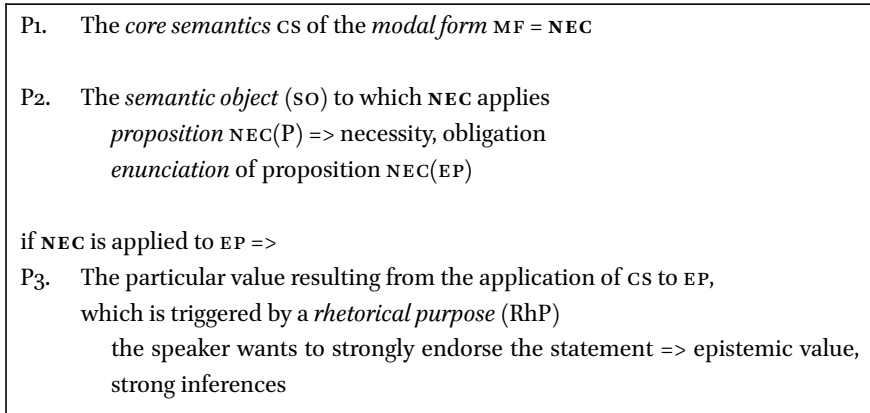 P1. The core semantics CS of the modal form MF = NEC
P2. The semantic object (SO) to which NEC applies
proposition NEC(P) => necessity, obligation
enunciation of proposition NEC(EP)
if NEC is applied to EP =>
P3. The particular value resulting from the application of CS to EP,
which is triggered by a rhetorical purpose (RhP)
the speaker wants to strongly endorse the statement => epistemic value,
strong inferences